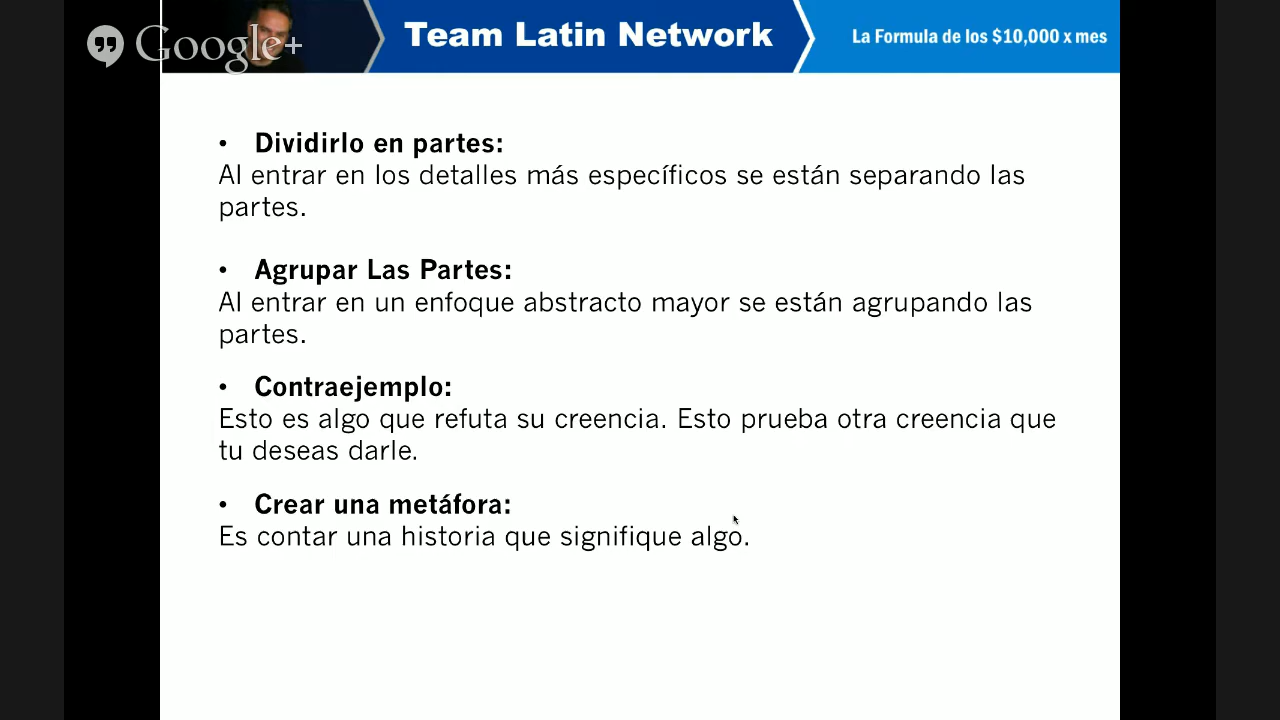 Google+
Team Latin Network
La Formula de los $10,000 x mes
• Dividirlo en partes:
Al entrar en los detalles más específicos se están separando las
partes.
• Agrupar Las Partes:
Al entrar en un enfoque abstracto mayor se están agrupando las
partes.
• Contraejemplo:
Esto es algo que refuta su creencia. Esto prueba otra creencia que
tu deseas darle.
• Crear una metáfora:
Es contar una historia que signifique algo.